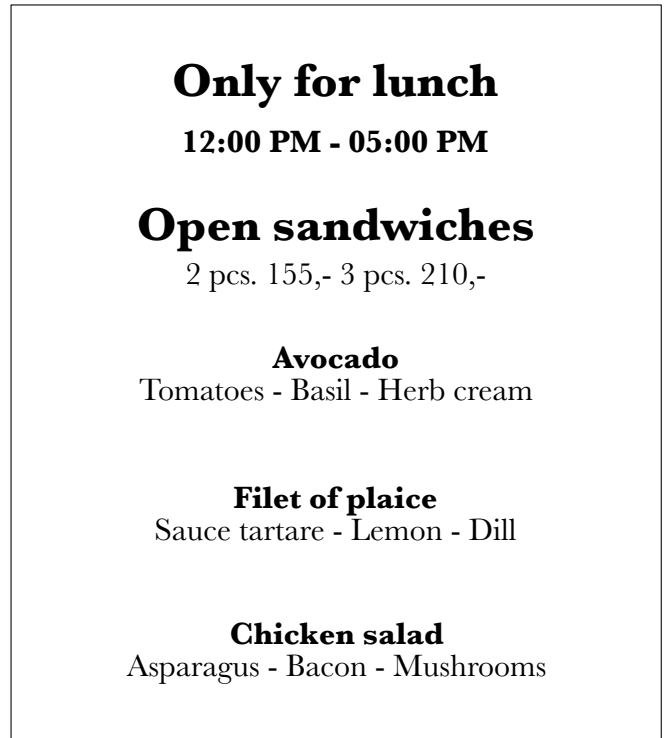 Only for lunch
12:00 PM - 05:00 PM
Open sandwiches
2 pcs. 155,- 3 pcs. 210,-
Avocado
Tomatoes - Basil - Herb cream
Filet of plaice
Sauce tartare - Lemon - Dill
Chicken salad
Asparagus - Bacon - Mushrooms